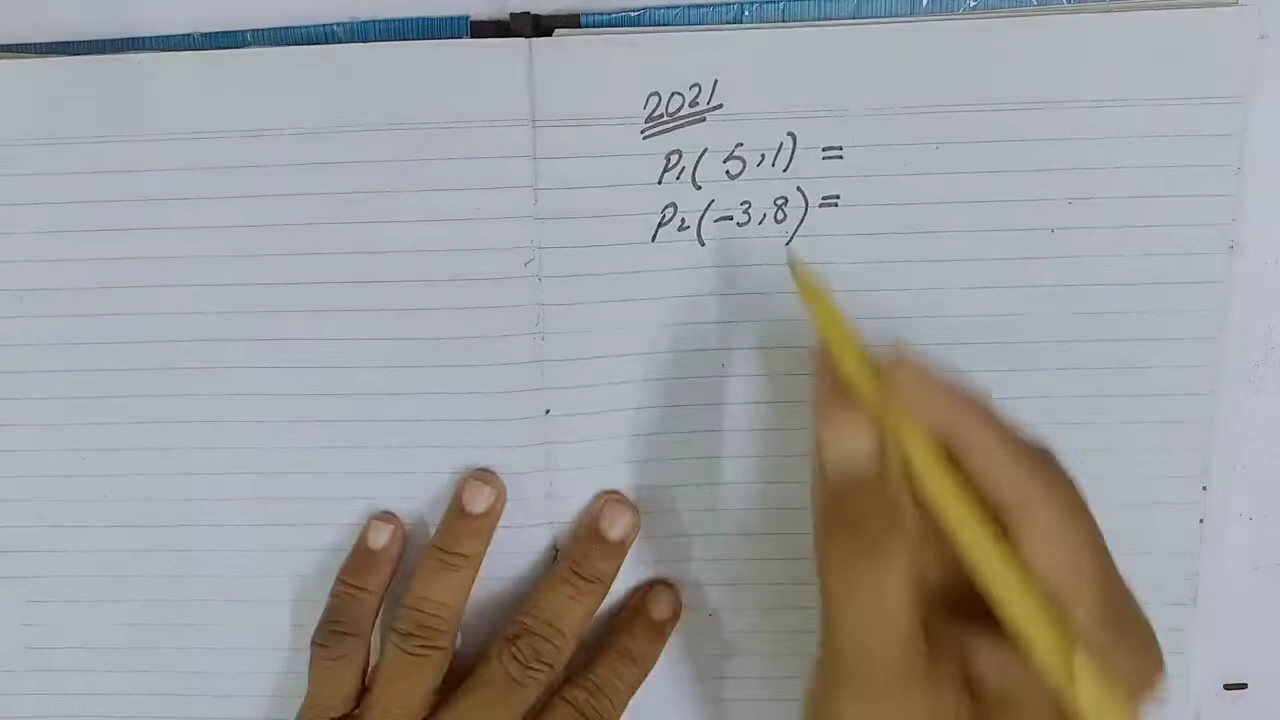 2021
P₁(5,1) =
P₂(-3,8) =